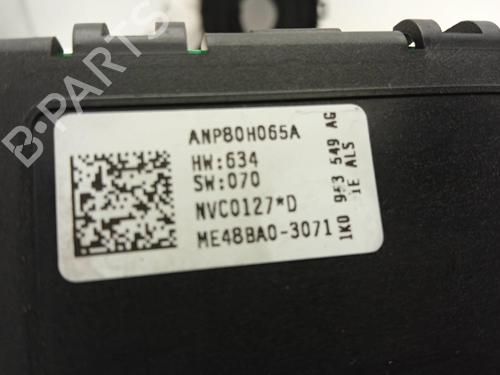 ANP80H065A
HW:634
SW:070
NVC0127*D
ME48BA0-3071
1K0 953 549 AG
1E ALS
B-PARTS